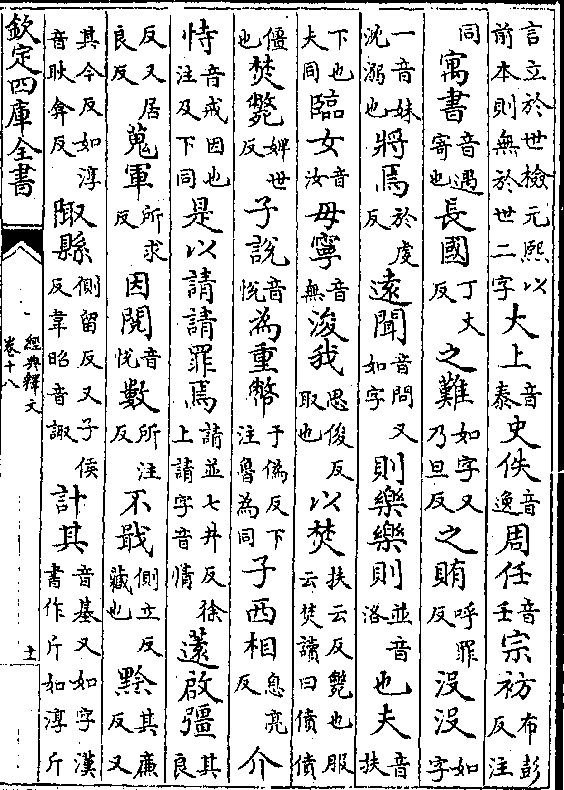 言立於世檢元熙以前本則無於世二字大上音泰史佚音逸周任音壬宗祊布彭反注
同寓書音遇寄也長國丁丈反之難如字又乃旦反之賄呼罪反沒沒如字
一音妹沈溺也將焉於虔反遠聞音問又如字則樂樂則並音洛也夫音扶
下也夫同臨女音汝毋寧音無浚我思俊反取也以焚扶云反斃也服云焚讀曰僨僨
僵也焚斃婢世反子說音悅為重幣于偽反下注魯為同子西相息亮反介
恃音戒因也注及下同是以請請罪焉請並七井反徐上請字音情薳啟彊其良
反又居良反蒐軍所求反因閱音悅數所注反不戢側立反藏也黔其廉反又
其今反如淳音耿弇反陬縣側留反又子侯反韋昭音諏計其音基又如字漢書作斤如淳斤
欽定四庫全書
經典釋文
卷十八
十一